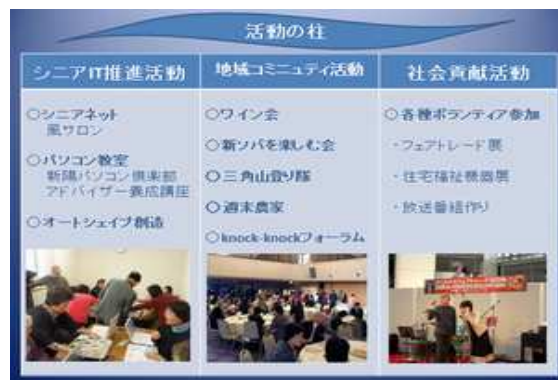 活動の柱
シニアIT推進活動
地域コミュニティ活動
社会貢献活動
○シニアネット
風サロン
○パソコン教室
新陽パソコン倶楽部
アドバイザー養成講座
○オートシェイプ創造
○ワイン会
○新ソバを楽しむ会
○三角山登り隊
○週末農家
○knock-knockフォーラム
○各種ボランティア参加
・フェアトレード展
・住宅福祉機器展
・放送番組作り